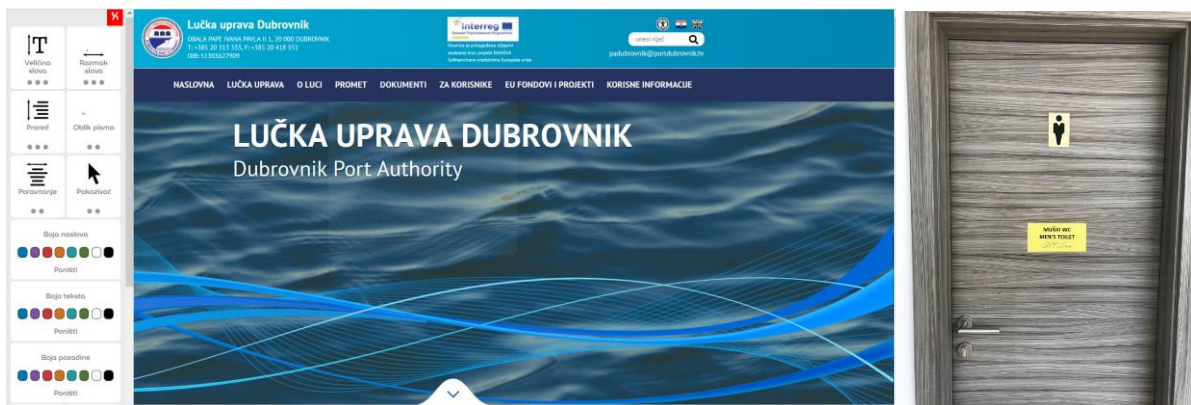 Veličina
slova
Razmak
slova
Prored
Oblik pisma
Poravnanje
Pokazivač
Boja naslova
Poništi
Boja teksta
Poništi
Boja pozadine
Poništi
Lučka uprava Dubrovnik
OBALA PAPE IVANA PAVLA II 1, 20 000 DUBROVNIK
T: +385 20 313 333, F: +385 20 418 551
OIB: 51303627909
Interreg
unesi riječ
padubrovnik@portdubrovnik.hr
NASLOVNA LUČKA UPRAVA O LUCI PROMET DOKUMENTI ZA KORISNIKE EU FONDOVI I PROJEKTI KORISNE INFORMACIJE
LUČKA UPRAVA DUBROVNIK
Dubrovnik Port Authority
MUŠKI WC
MEN'S TOILET